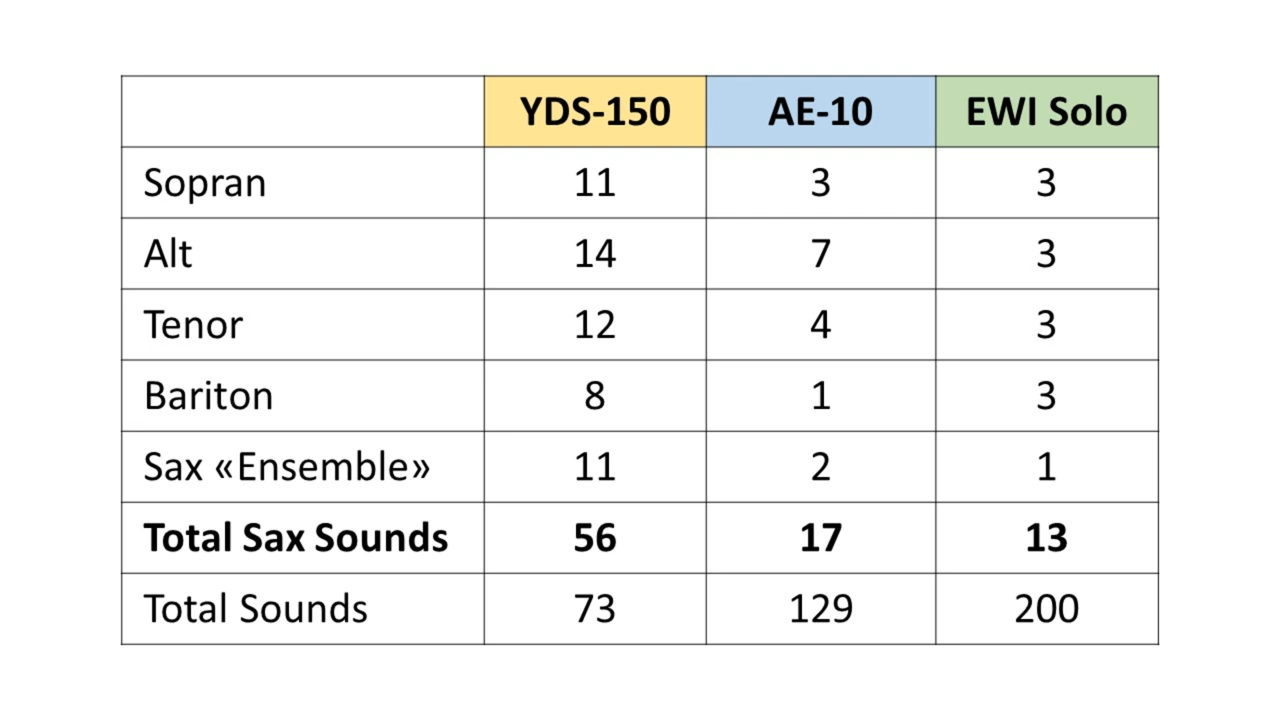 YDS-150 AE-10 EWI Solo
Sopran 11 3 3
Alt 14 7 3
Tenor 12 4 3
Bariton 8 1 3
Sax «Ensemble» 11 2 1
Total Sax Sounds 56 17 13
Total Sounds 73 129 200